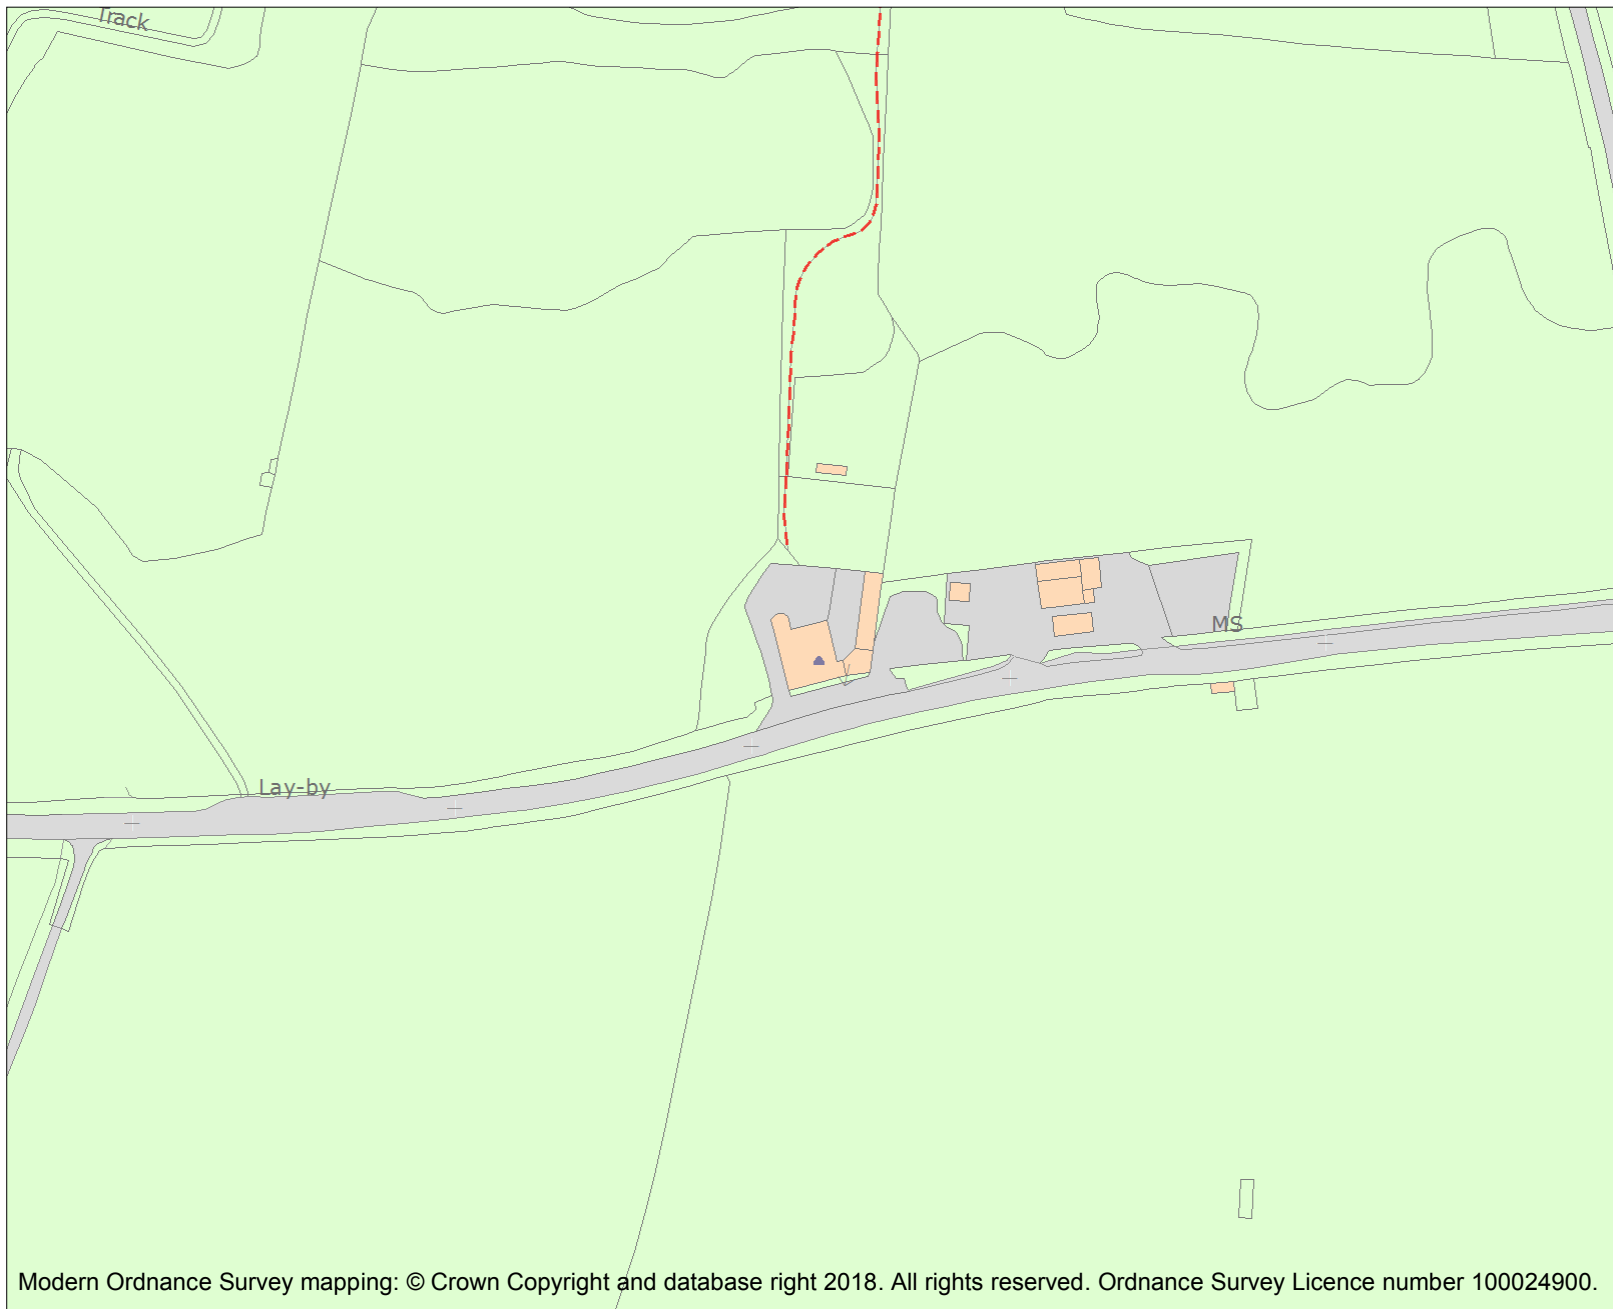 Track
MS
Lay-by
Modern Ordnance Survey mapping: © Crown Copyright and database right 2018. All rights reserved. Ordnance Survey Licence number 100024900.